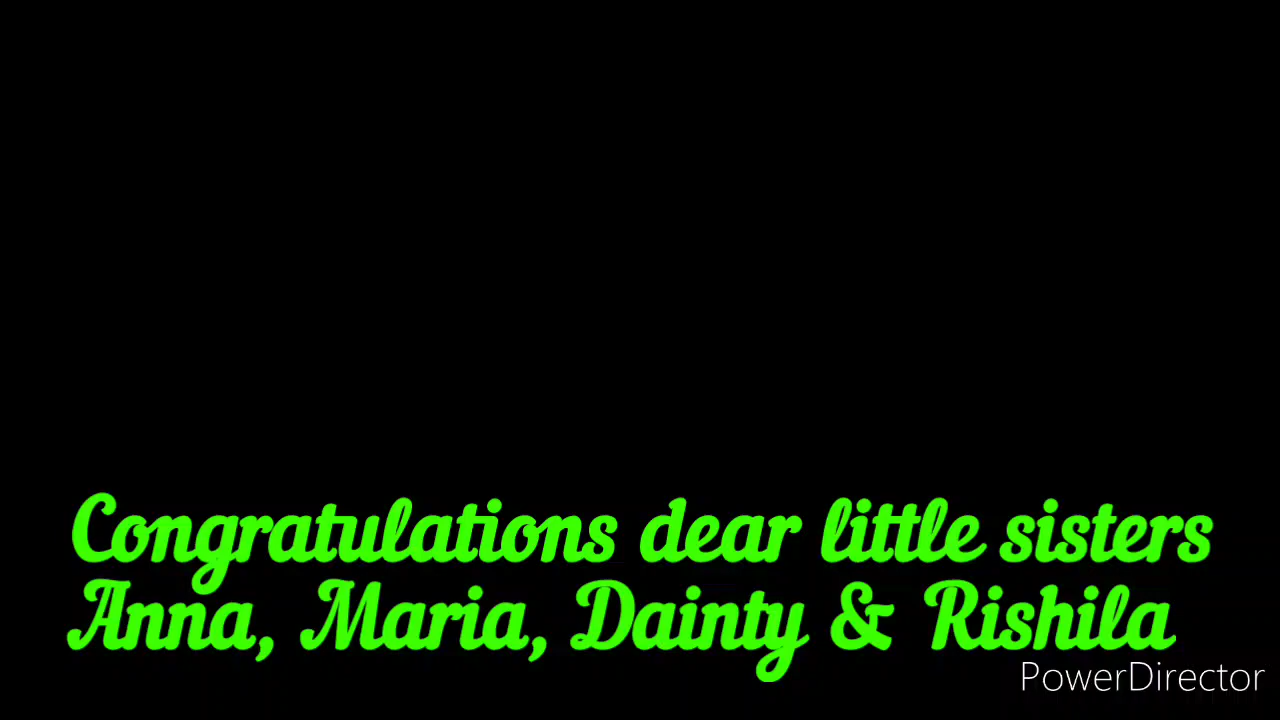 Congratulations dear little sisters
Anna, Maria, Dainty & Rishila
PowerDirector